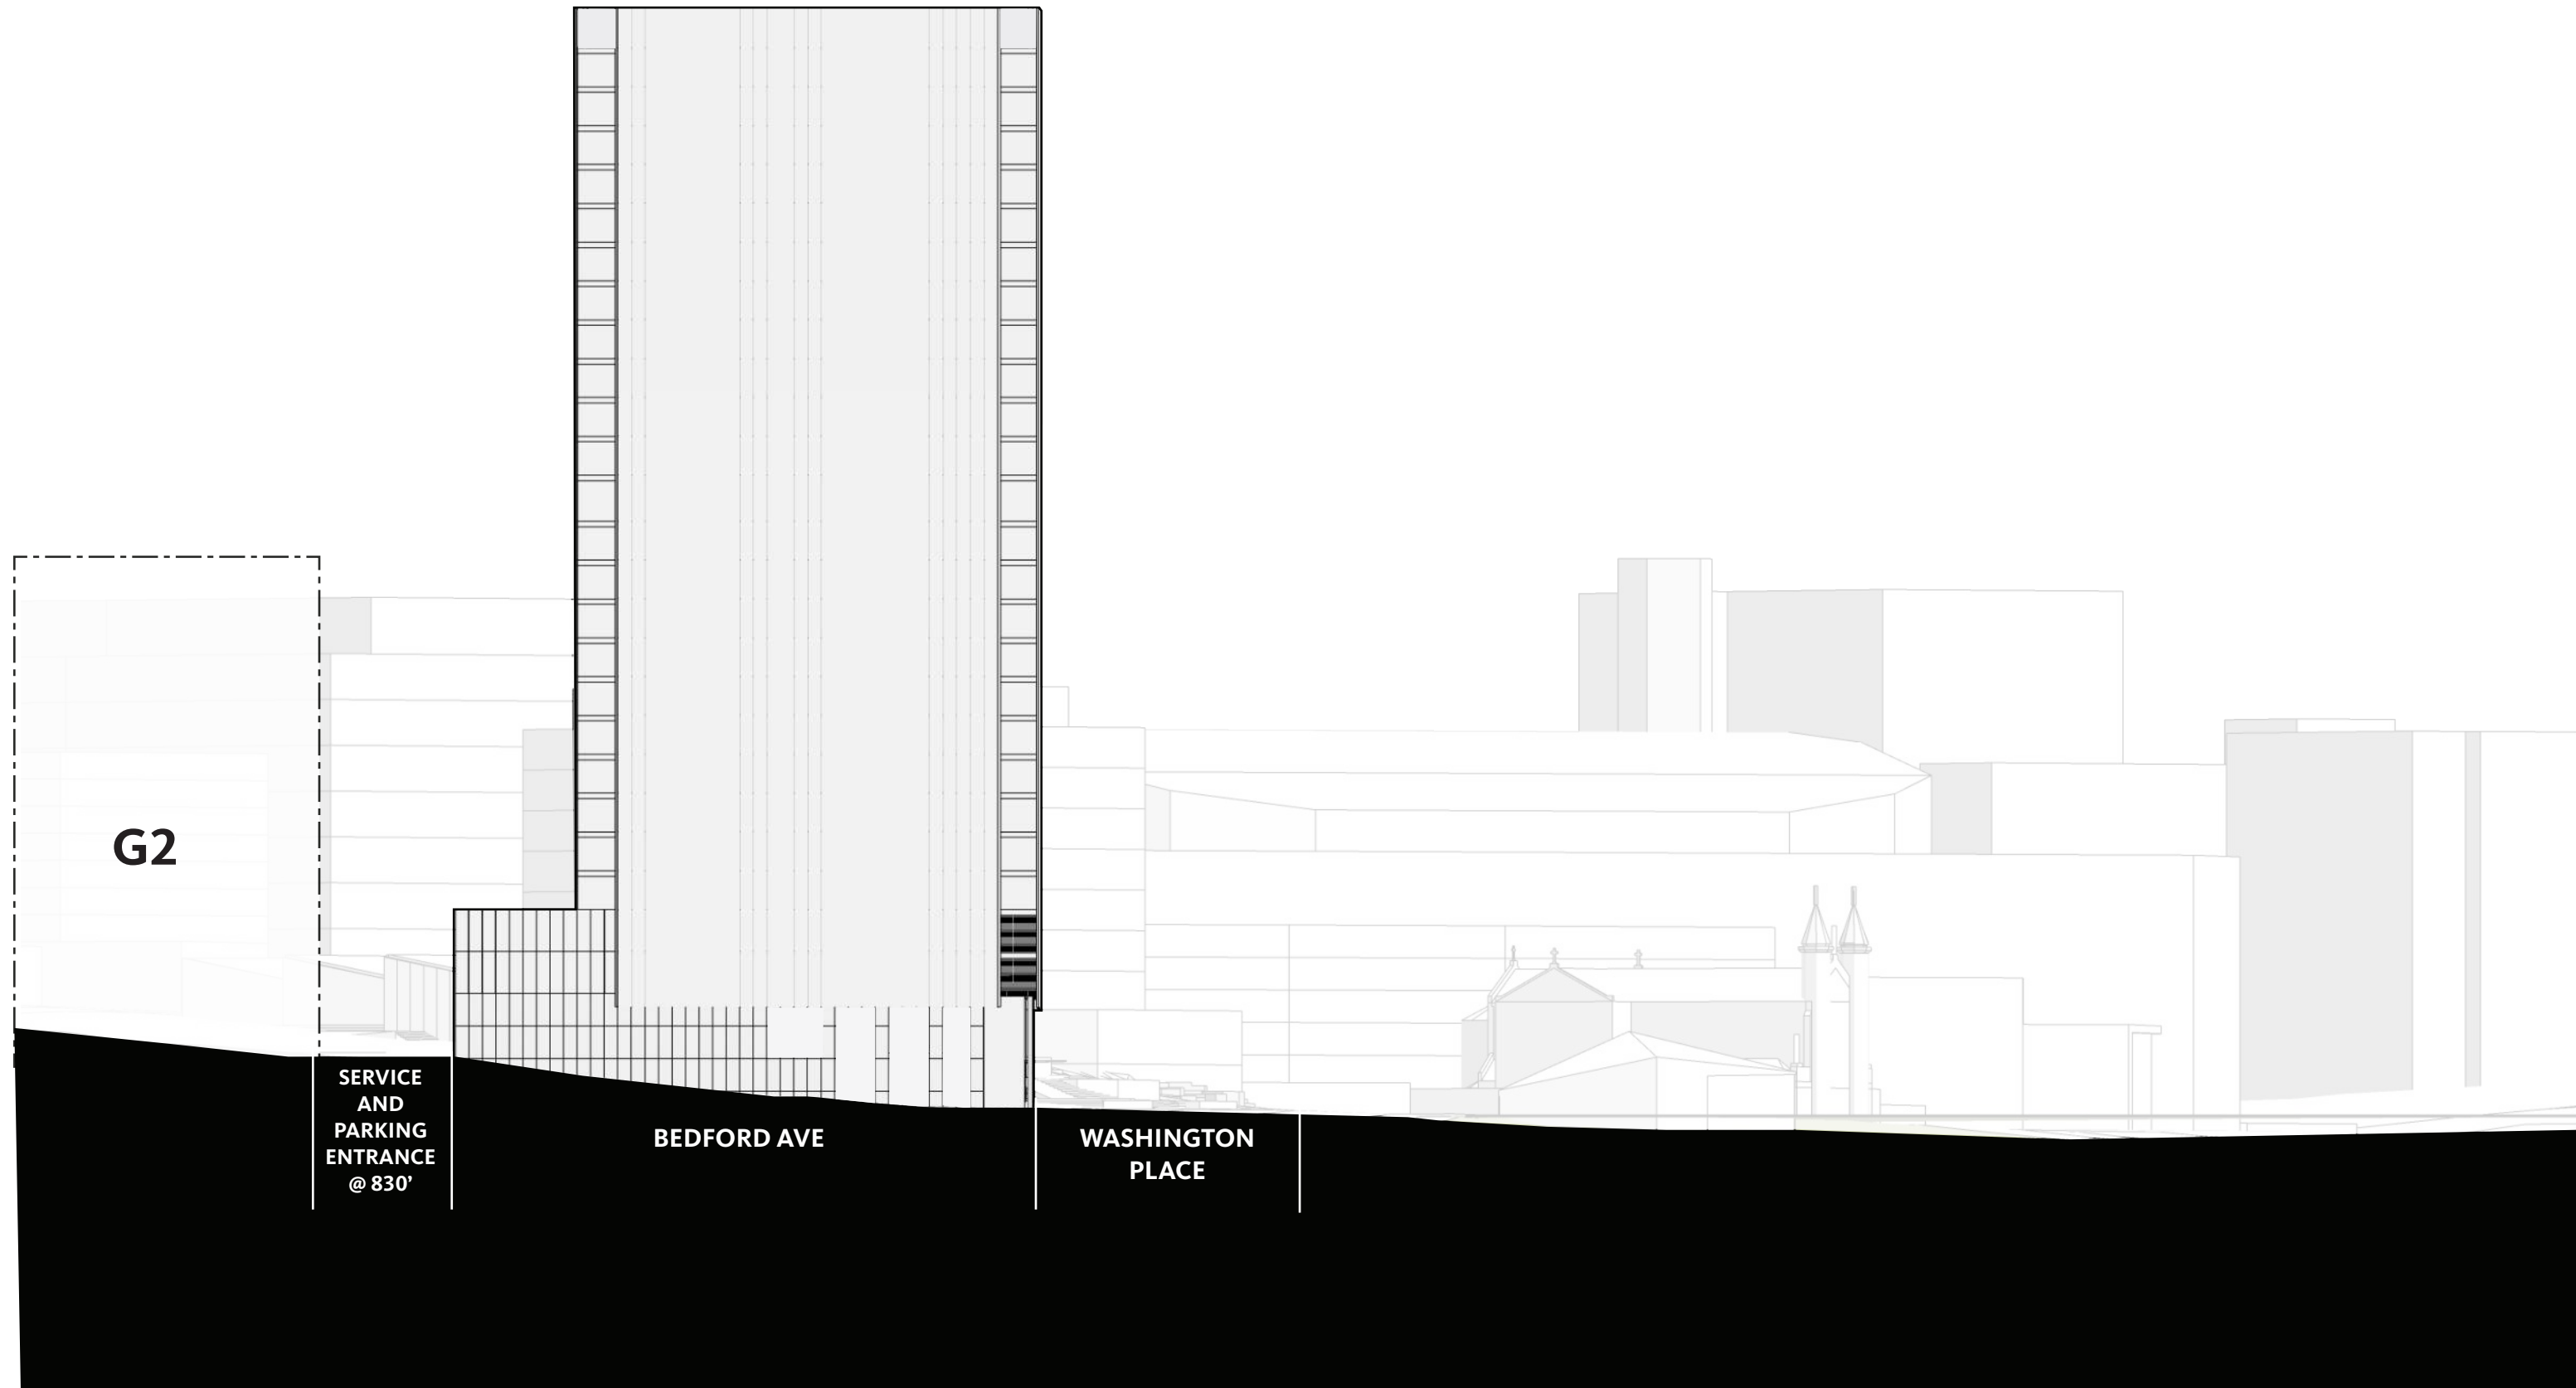 G2
SERVICE
AND
PARKING
ENTRANCE
@ 830’
BEDFORD AVE
WASHINGTON
PLACE